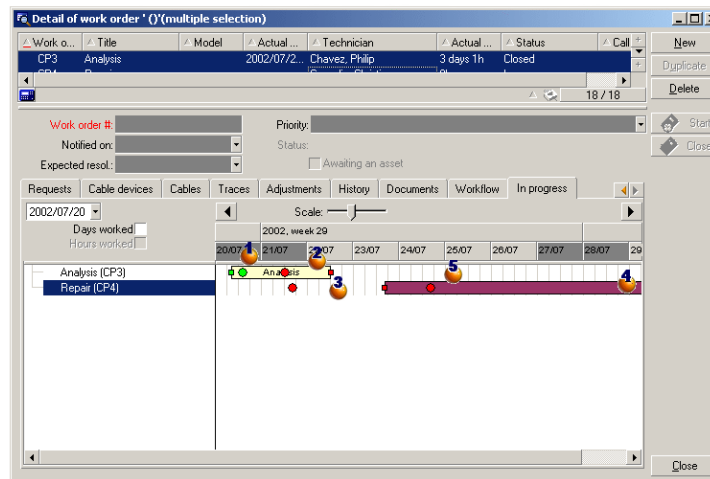 Detail of work order ' ()'(multiple selection)
Work o... Title Model Actual ... Technician Actual ... Status Call
CP3 Analysis 2002/07/2... Chavez, Philip 3 days 1h Closed
18 / 18
New
Duplicate
Delete
Start
Close
Work order #:
Priority:
Notified on:
Status:
Expected resol.:
Awaiting an asset
Requests Cable devices Cables Traces Adjustments History Documents Workflow In progress
2002/07/20
Scale:
Days worked
2002, week 29
Hours worked
20/07 21/07 22/07 23/07 24/07 25/07 26/07 27/07 28/07 29
1 2 5 4 3
Analysis (CP3)
Analysis
Repair (CP4)
Close